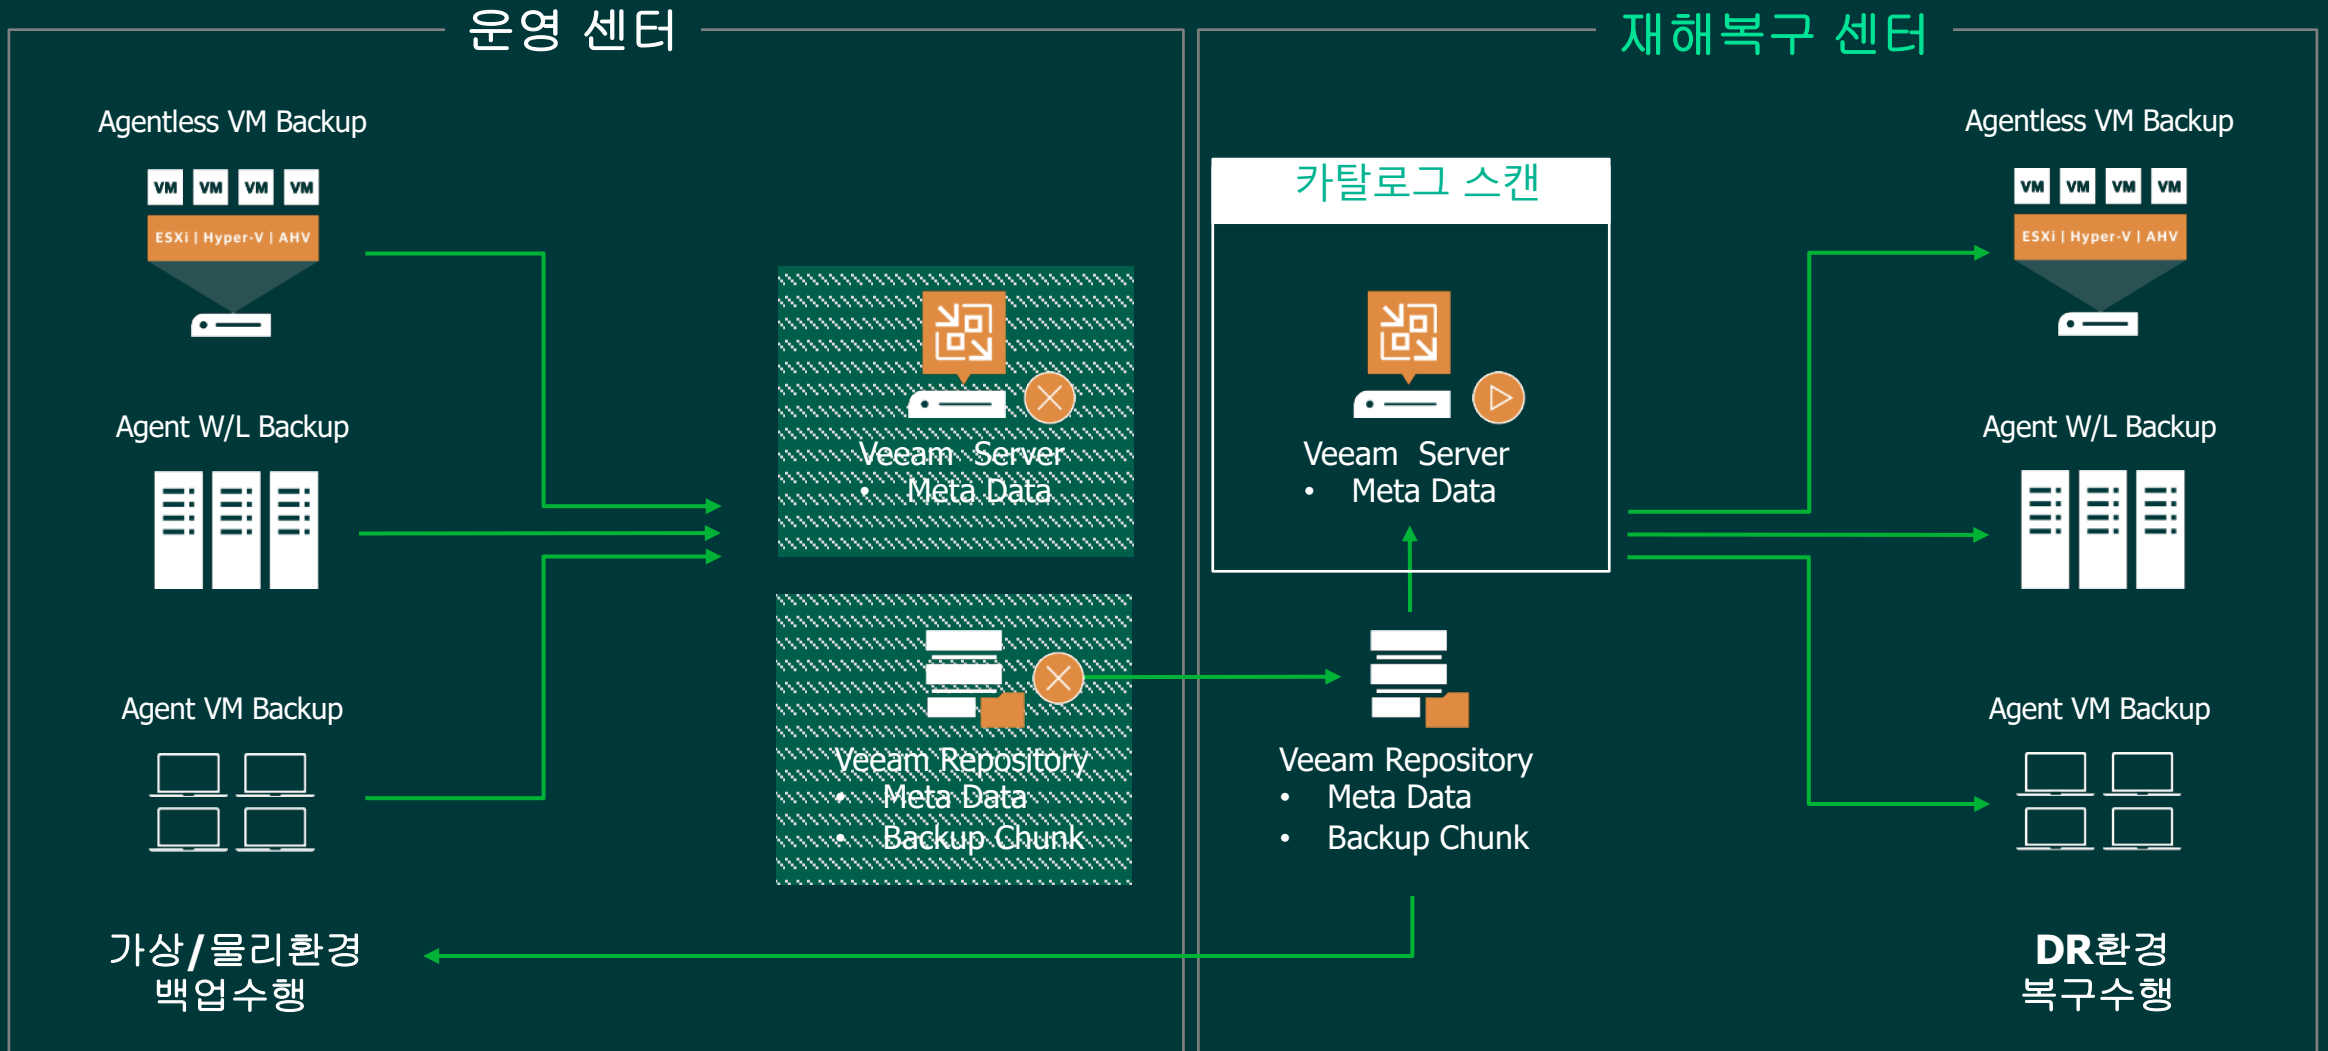 운영 센터
Agentless VM Backup
VM VM VM VM
ESXi | Hyper-V | AHV
Agent W/L Backup
Agent VM Backup
가상/물리환경
백업수행
Veeam Server
• Meta Data
Veeam Repository
• Meta Data
• Backup Chunk
재해복구 센터
카탈로그 스캔
Veeam Server
• Meta Data
Veeam Repository
• Meta Data
• Backup Chunk
Agentless VM Backup
VM VM VM VM
ESXi | Hyper-V | AHV
Agent W/L Backup
Agent VM Backup
DR환경
복구수행